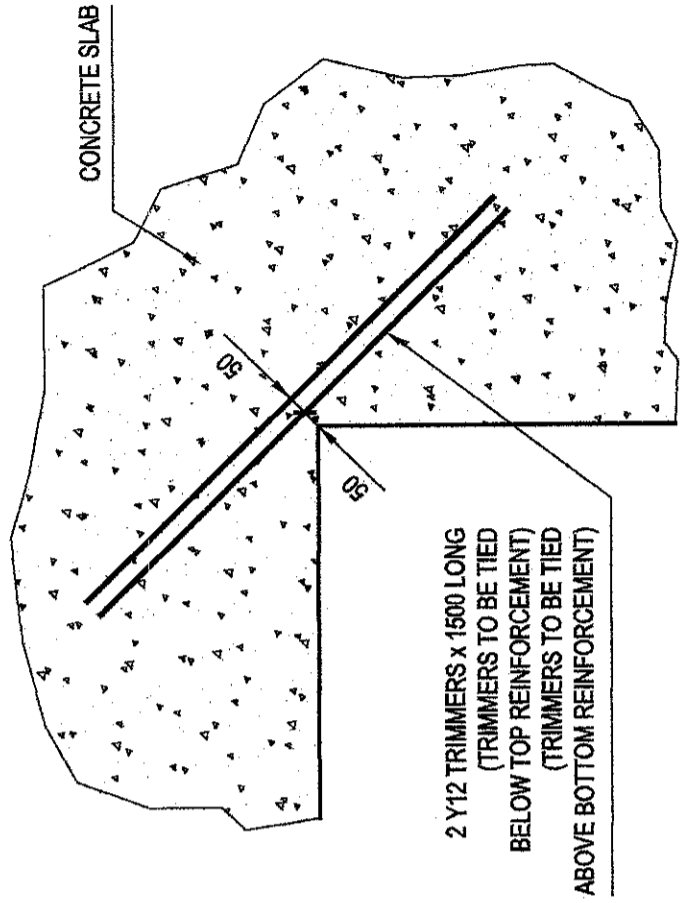 CONCRETE SLAB
50
50
2 Y12 TRIMMERS x 1500 LONG
(TRIMMERS TO BE TIED
BELOW TOP REINFORCEMENT)
(TRIMMERS TO BE TIED
ABOVE BOTTOM REINFORCEMENT)